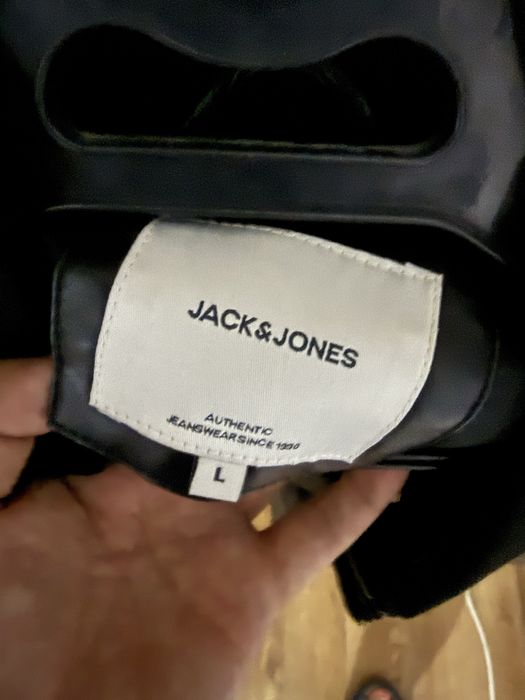 JACK&JONES
AUTHENTIC
JEANSWEAR SINCE 1990
L